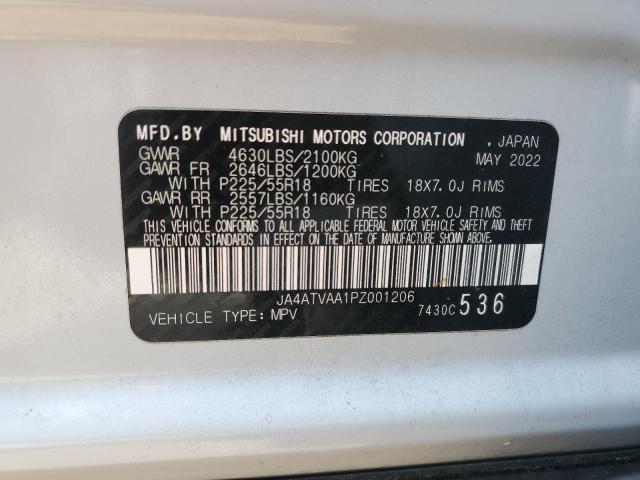 MFD.BY MITSUBISHI MOTORS CORPORATION . JAPAN
GVWR 4630LBS/2100KG MAY 2022
GAWR FR 2646LBS/1200KG
WITH P225/55R18 TIRES 18X7.0J RIMS
GAWR RR 2557LBS/1160KG
WITH P225/55R18 TIRES 18X7.0J RIMS
THIS VEHICLE CONFORMS TO ALL APPLICABLE FEDERAL MOTOR VEHICLE SAFETY AND THEFT
PREVENTION STANDARDS IN EFFECT ON THE DATE OF MANUFACTURE SHOWN ABOVE.
JA4ATVAA1PZ001206
VEHICLE TYPE: MPV 7430C 536